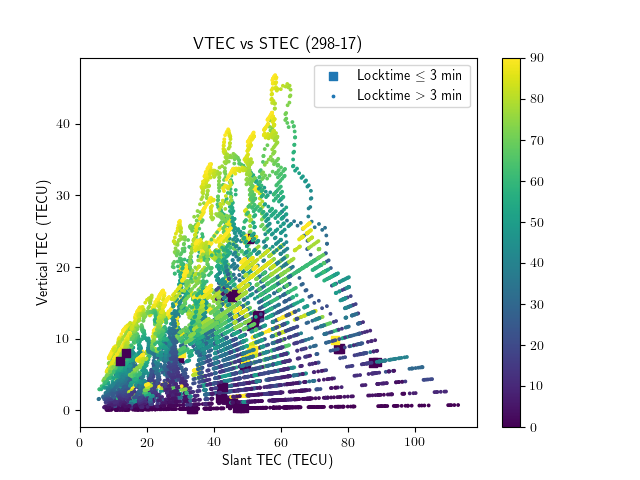 VTEC vs STEC (298-17)
Locktime ≤ 3 min
Locktime > 3 min
Vertical TEC (TECU)
40
30
20
10
0
0 20 40 60 80 100
Slant TEC (TECU)
90
80
70
60
50
40
30
20
10
0